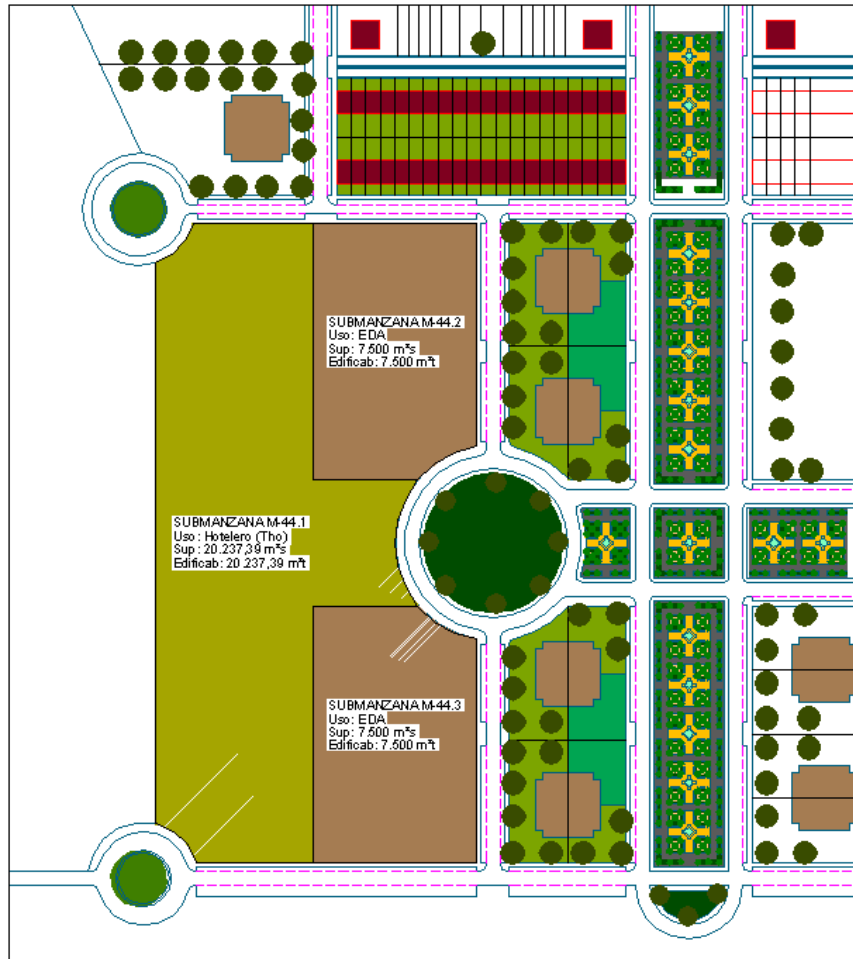 SUBMANZANA M-44.2
Uso: EDA
Sup: 7.500 m²s
Edificab: 7.500 m²t
SUBMANZANA M-44.1
Uso: Hotelero (Tho)
Sup: 20.237,39 m²s
Edificab: 20.237,39 m²t
SUBMANZANA M-44.3
Uso: EDA
Sup: 7.500 m²s
Edificab: 7.500 m²t